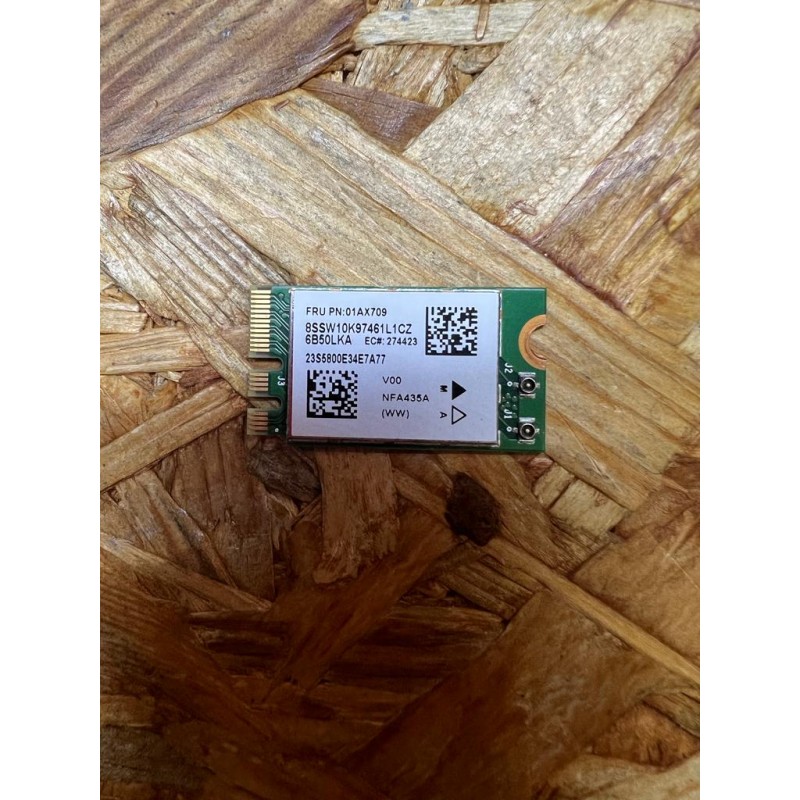 FRU PN:01AX709
8SSW10K97461L1CZ
6B50LKA EC#: 274423
23S5800E34E7A77
V00
NFA435A
(WW)
M
A
J3
J2
J1